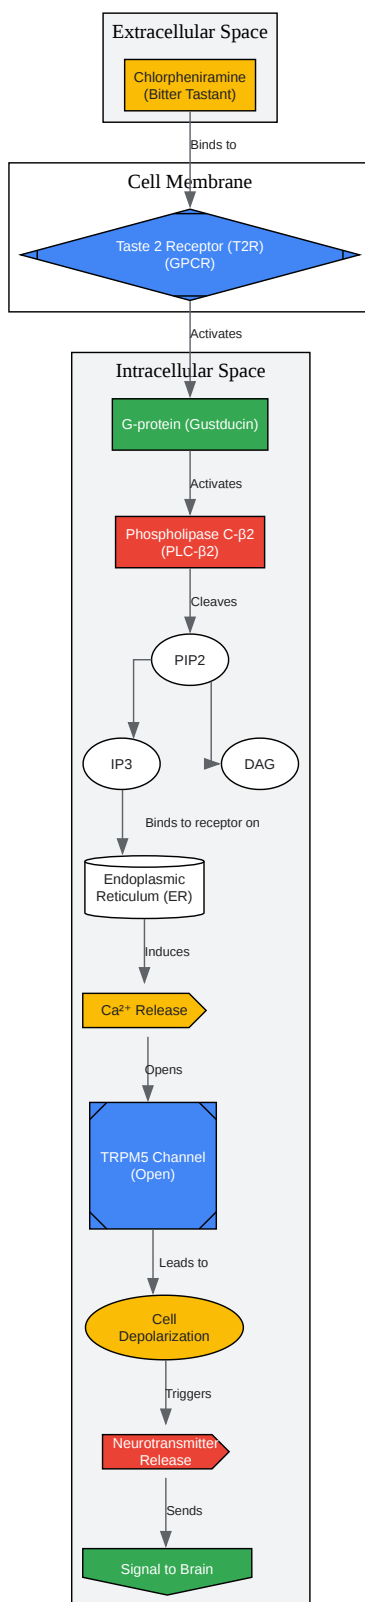 Extracellular Space
Chlorpheniramine
(Bitter Tastant)
Binds to
Cell Membrane
Taste 2 Receptor (T2R)
(GPCR)
Activates
Intracellular Space
G-protein (Gustducin)
Activates
Phospholipase C-β2
(PLC-β2)
Cleaves
PIP2
IP3
DAG
Binds to receptor on
Endoplasmic
Reticulum (ER)
Induces
Ca²⁺ Release
Opens
TRPM5 Channel
(Open)
Leads to
Cell
Depolarization
Triggers
Neurotransmitter
Release
Sends
Signal to Brain